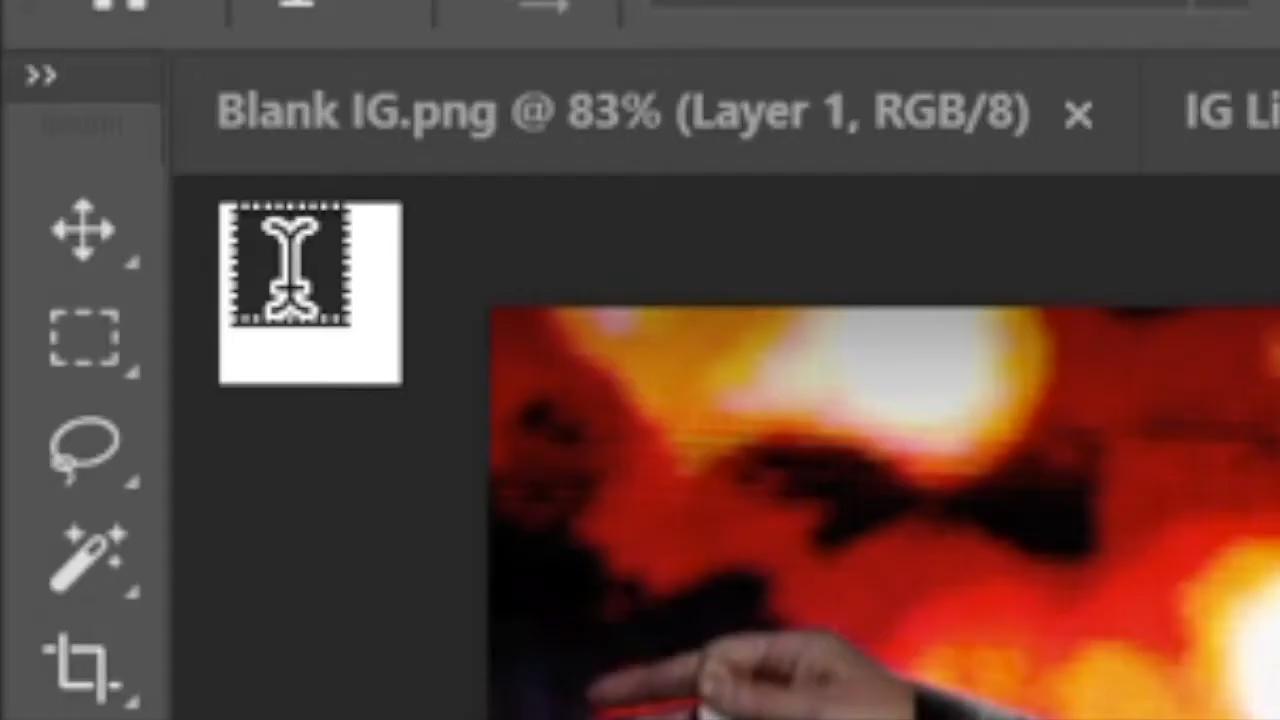 Blank IG.png @ 83% (Layer 1, RGB/8) ×
IG Li